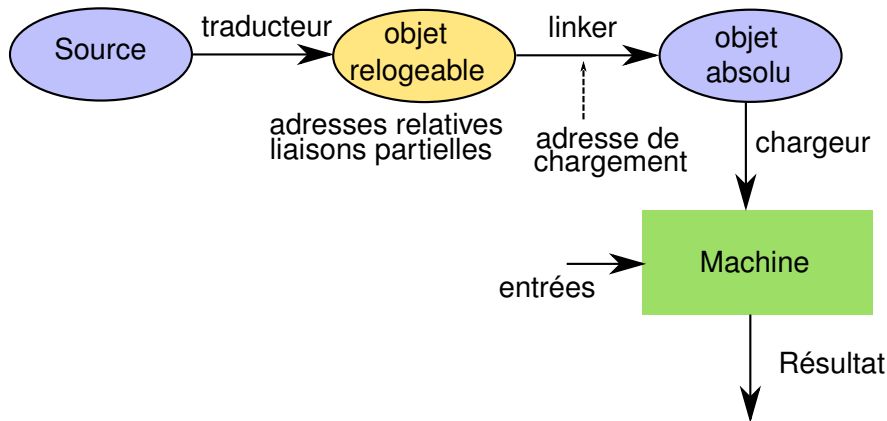 Source
traducteur
objet
relogeable
adresses relatives
liaisons partielles
linker
adresse de
chargement
objet
absolu
chargeur
Machine
entrées
Résultat